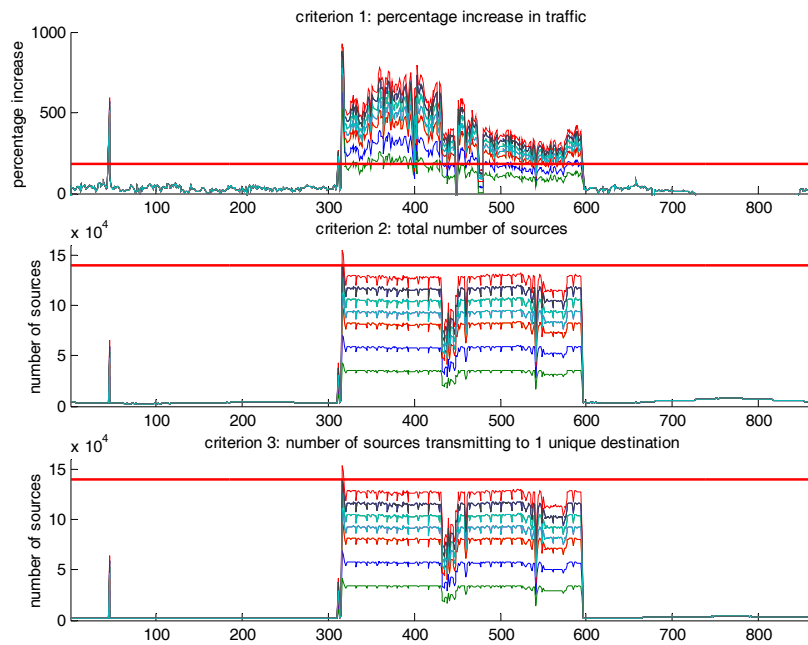 criterion 1: percentage increase in traffic
1000
500
0
percentage increase
100 200 300 400 500 600 700 800
x 10^4
criterion 2: total number of sources
15
10
5
0
number of sources
100 200 300 400 500 600 700 800
x 10^4
criterion 3: number of sources transmitting to 1 unique destination
15
10
5
0
number of sources
100 200 300 400 500 600 700 800